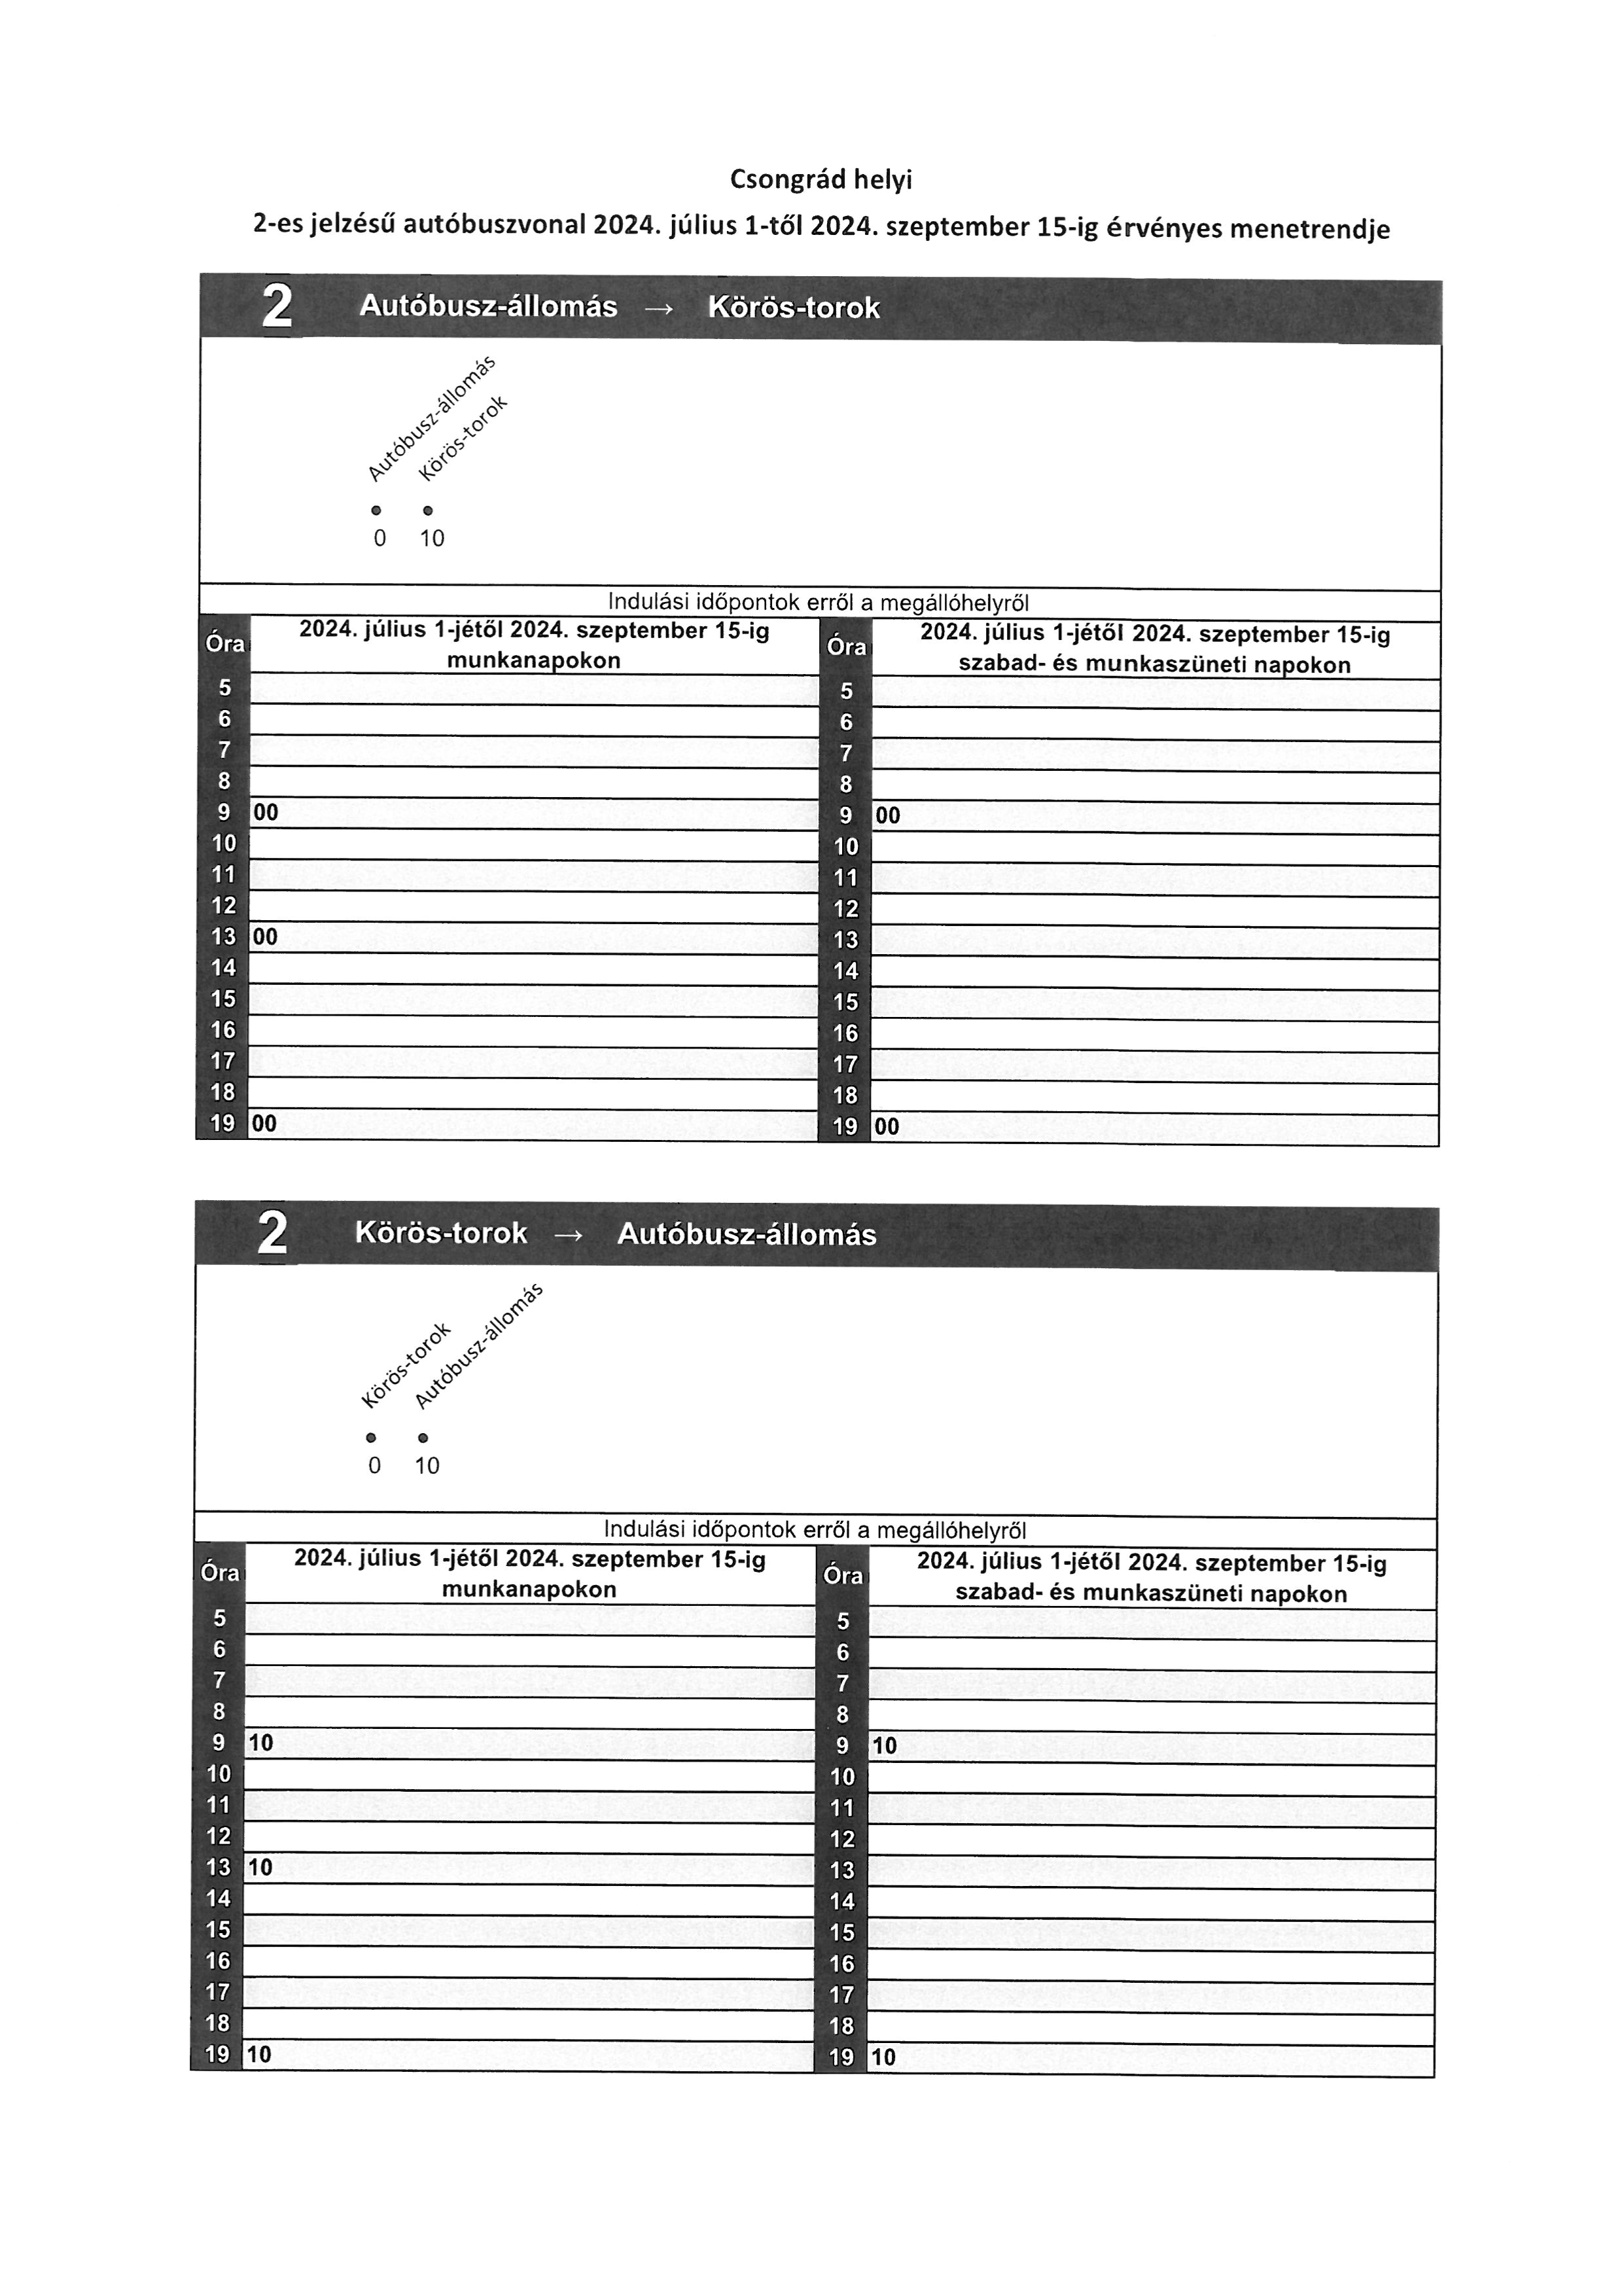 Csongrád helyi
2-es jelzésű autóbuszvonal 2024. július 1-től 2024. szeptember 15-ig érvényes menetrendje
2 Autóbusz-állomás → Körös-torok
Autóbusz-állomás
Körös-torok
0 10
Indulási időpontok erről a megállóhelyről
Óra 2024. július 1-jétől 2024. szeptember 15-ig munkanapokon Óra 2024. július 1-jétől 2024. szeptember 15-ig szabad- és munkaszüneti napokon
5 5
6 6
7 7
8 8
9 00 9 00
10 10
11 11
12 12
13 00 13
14 14
15 15
16 16
17 17
18 18
19 00 19 00
2 Körös-torok → Autóbusz-állomás
Körös-torok
Autóbusz-állomás
0 10
Indulási időpontok erről a megállóhelyről
Óra 2024. július 1-jétől 2024. szeptember 15-ig munkanapokon Óra 2024. július 1-jétől 2024. szeptember 15-ig szabad- és munkaszüneti napokon
5 5
6 6
7 7
8 8
9 10 9 10
10 10
11 11
12 12
13 10 13
14 14
15 15
16 16
17 17
18 18
19 10 19 10